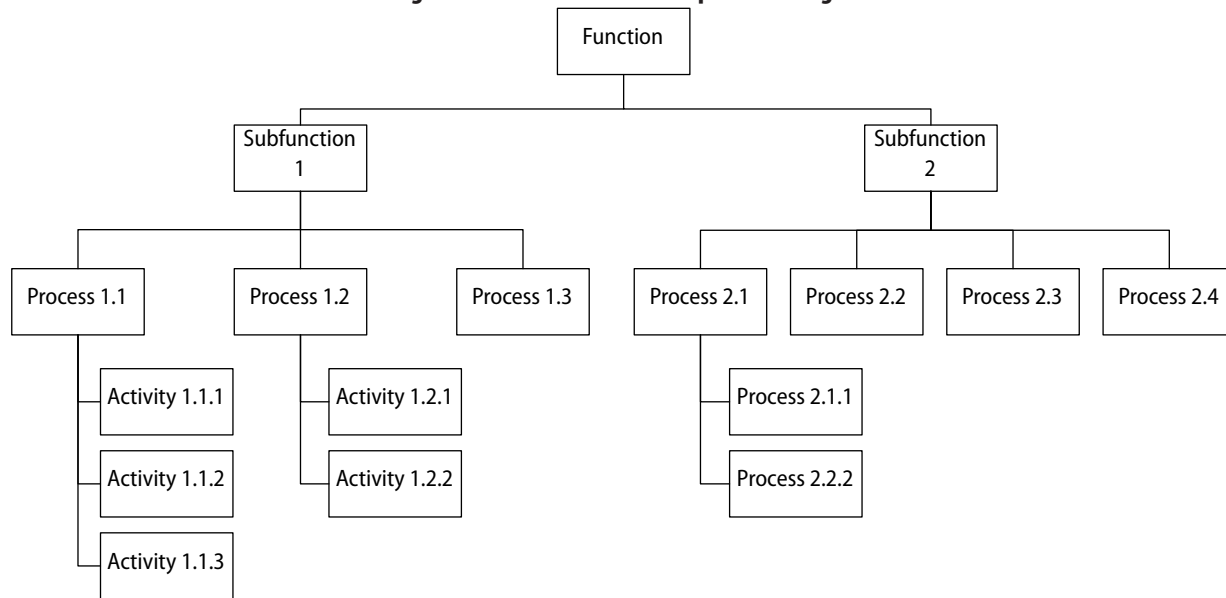 Function
Subfunction
1
Subfunction
2
Process 1.1
Process 1.2
Process 1.3
Process 2.1
Process 2.2
Process 2.3
Process 2.4
Activity 1.1.1
Activity 1.2.1
Process 2.1.1
Activity 1.1.2
Activity 1.2.2
Process 2.2.2
Activity 1.1.3